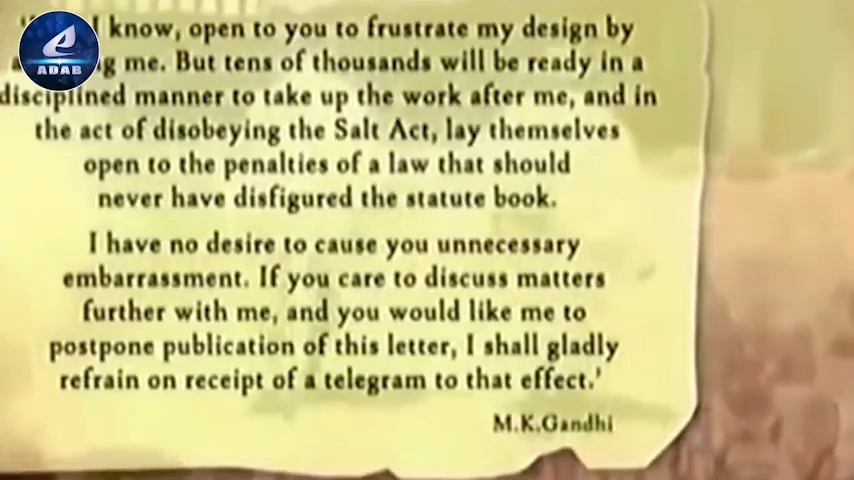 I know, open to you to frustrate my design by
me. But tens of thousands will be ready in a
disciplined manner to take up the work after me, and in
the act of disobeying the Salt Act, lay themselves
open to the penalties of a law that should
never have disfigured the statute book.
I have no desire to cause you unnecessary
embarrassment. If you care to discuss matters
further with me, and you would like me to
postpone publication of this letter, I shall gladly
refrain on receipt of a telegram to that effect.'
M.K.Gandhi
ADAB